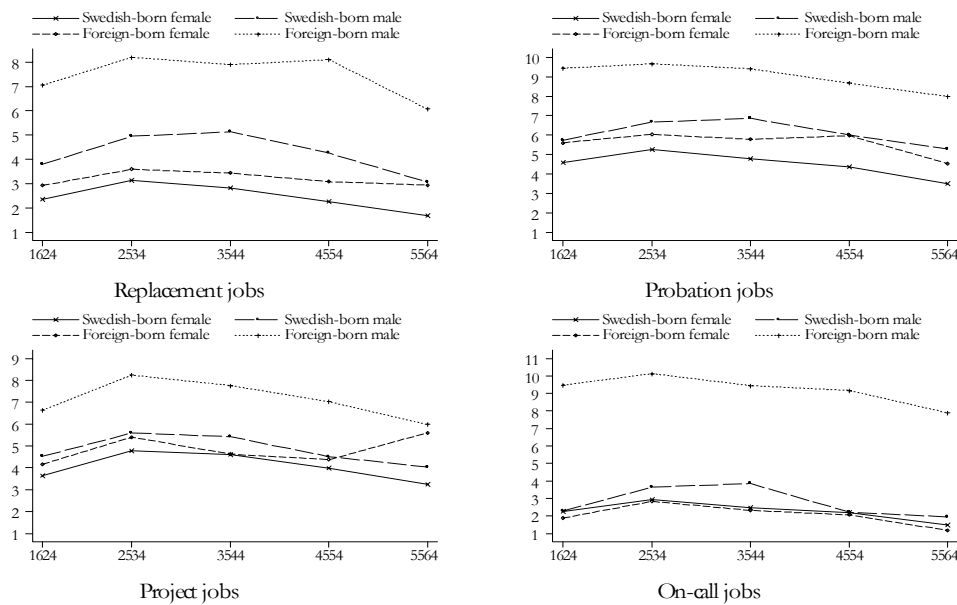 Swedish-born female Swedish-born male
Foreign-born female Foreign-born male
8
7
6
5
4
3
2
1
1624 2534 3544 4554 5564
Replacement jobs
Swedish-born female Swedish-born male
Foreign-born female Foreign-born male
10
9
8
7
6
5
4
3
2
1
1624 2534 3544 4554 5564
Probation jobs
Swedish-born female Swedish-born male
Foreign-born female Foreign-born male
9
8
7
6
5
4
3
2
1
1624 2534 3544 4554 5564
Project jobs
Swedish-born female Swedish-born male
Foreign-born female Foreign-born male
11
10
9
8
7
6
5
4
3
2
1
1624 2534 3544 4554 5564
On-call jobs